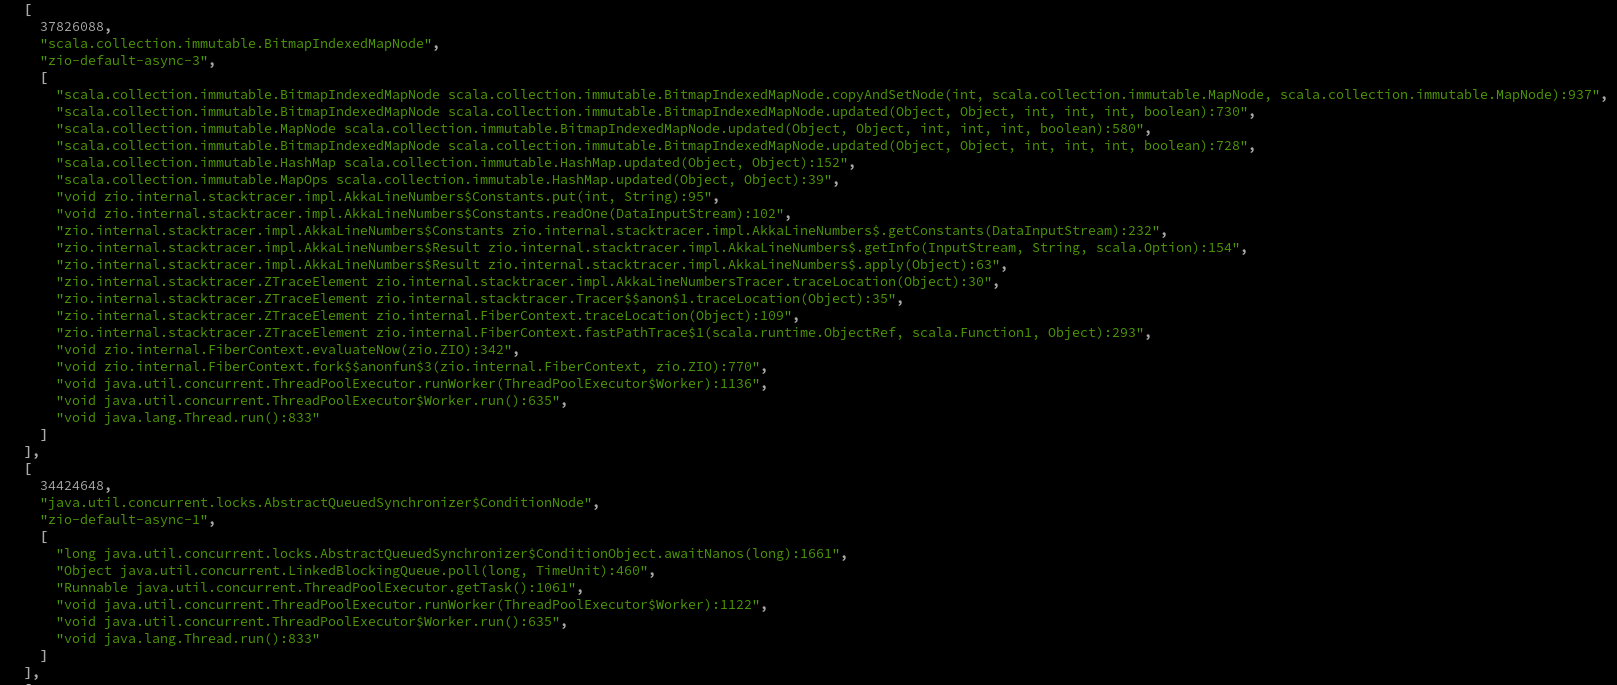 [
37826088,
"scala.collection.immutable.BitmapIndexedMapNode",
"zio-default-async-3",
[
"scala.collection.immutable.BitmapIndexedMapNode scala.collection.immutable.BitmapIndexedMapNode.copyAndSetNode(int, scala.collection.immutable.MapNode, scala.collection.immutable.MapNode):937",
"scala.collection.immutable.BitmapIndexedMapNode scala.collection.immutable.BitmapIndexedMapNode.updated(Object, Object, int, int, int, boolean):730",
"scala.collection.immutable.MapNode scala.collection.immutable.BitmapIndexedMapNode.updated(Object, Object, int, int, int, boolean):580",
"scala.collection.immutable.BitmapIndexedMapNode scala.collection.immutable.BitmapIndexedMapNode.updated(Object, Object, int, int, int, boolean):728",
"scala.collection.immutable.HashMap scala.collection.immutable.HashMap.updated(Object, Object):152",
"scala.collection.immutable.MapOps scala.collection.immutable.HashMap.updated(Object, Object):39",
"void zio.internal.stacktracer.impl.AkkaLineNumbers$Constants.put(int, String):95",
"void zio.internal.stacktracer.impl.AkkaLineNumbers$Constants.readOne(DataInputStream):102",
"zio.internal.stacktracer.impl.AkkaLineNumbers$Constants zio.internal.stacktracer.impl.AkkaLineNumbers$.getConstants(DataInputStream):232",
"zio.internal.stacktracer.impl.AkkaLineNumbers$Result zio.internal.stacktracer.impl.AkkaLineNumbers$.getInfo(InputStream, String, scala.Option):154",
"zio.internal.stacktracer.impl.AkkaLineNumbers$Result zio.internal.stacktracer.impl.AkkaLineNumbers$.apply(Object):63",
"zio.internal.stacktracer.ZTraceElement zio.internal.stacktracer.impl.AkkaLineNumbersTracer.traceLocation(Object):30",
"zio.internal.stacktracer.ZTraceElement zio.internal.stacktracer.Tracer$$anon$1.traceLocation(Object):35",
"zio.internal.stacktracer.ZTraceElement zio.internal.FiberContext.traceLocation(Object):109",
"zio.internal.stacktracer.ZTraceElement zio.internal.FiberContext.fastPathTrace$1(scala.runtime.ObjectRef, scala.Function1, Object):293",
"void zio.internal.FiberContext.evaluateNow(zio.ZIO):342",
"void zio.internal.FiberContext.fork$$anonfun$3(zio.internal.FiberContext, zio.ZIO):770",
"void java.util.concurrent.ThreadPoolExecutor.runWorker(ThreadPoolExecutor$Worker):1136",
"void java.util.concurrent.ThreadPoolExecutor$Worker.run():635",
"void java.lang.Thread.run():833"
]
],
[
34424648,
"java.util.concurrent.locks.AbstractQueuedSynchronizer$ConditionNode",
"zio-default-async-1",
[
"long java.util.concurrent.locks.AbstractQueuedSynchronizer$ConditionObject.awaitNanos(long):1661",
"Object java.util.concurrent.LinkedBlockingQueue.poll(long, TimeUnit):460",
"Runnable java.util.concurrent.ThreadPoolExecutor.getTask():1061",
"void java.util.concurrent.ThreadPoolExecutor.runWorker(ThreadPoolExecutor$Worker):1122",
"void java.util.concurrent.ThreadPoolExecutor$Worker.run():635",
"void java.lang.Thread.run():833"
]
],